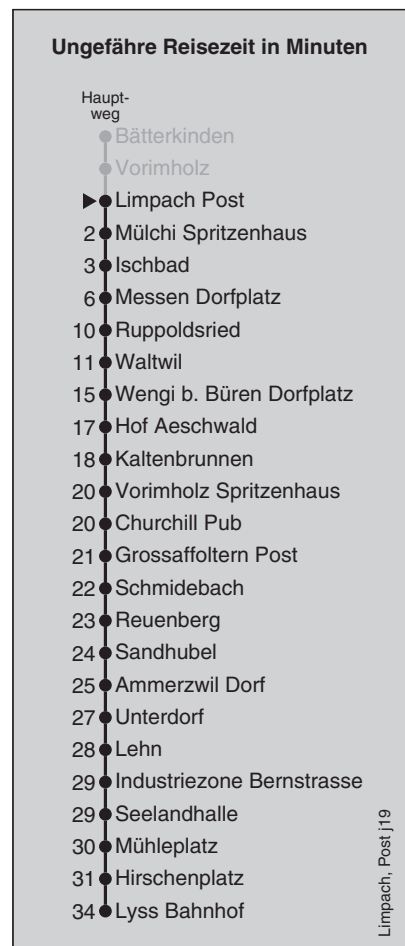 Ungefähre Reisezeit in Minuten
Haupt-
weg
Bätterkinden
Vorimholz
Limpach Post
2 Mülchi Spritzenhaus
3 Ischbad
6 Messen Dorfplatz
10 Ruppoldsried
11 Waltwil
15 Wengi b. Büren Dorfplatz
17 Hof Aeschwald
18 Kaltenbrunnen
20 Vorimholz Spritzenhaus
20 Churchill Pub
21 Grossaffoltern Post
22 Schmidebach
23 Reuenberg
24 Sandhubel
25 Ammerzwil Dorf
27 Unterdorf
28 Lehn
29 Industriezone Bernstrasse
29 Seelandhalle
30 Mühleplatz
31 Hirschenplatz
34 Lyss Bahnhof
Limpach, Post j19